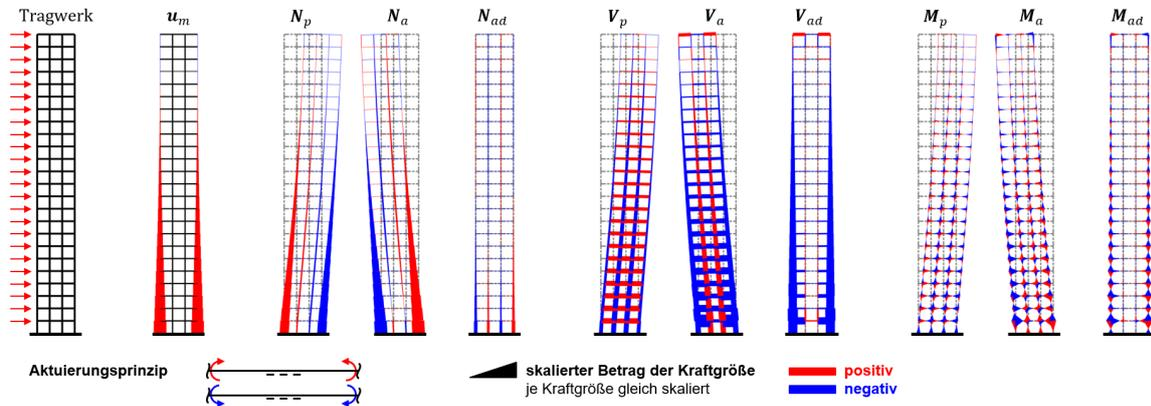 Tragwerk u_m N_p N_a N_ad V_p V_a V_ad M_p M_a M_ad
Aktuierungsprinzip
skalierter Betrag der Kraftgröße
je Kraftgröße gleich skaliert
positiv
negativ